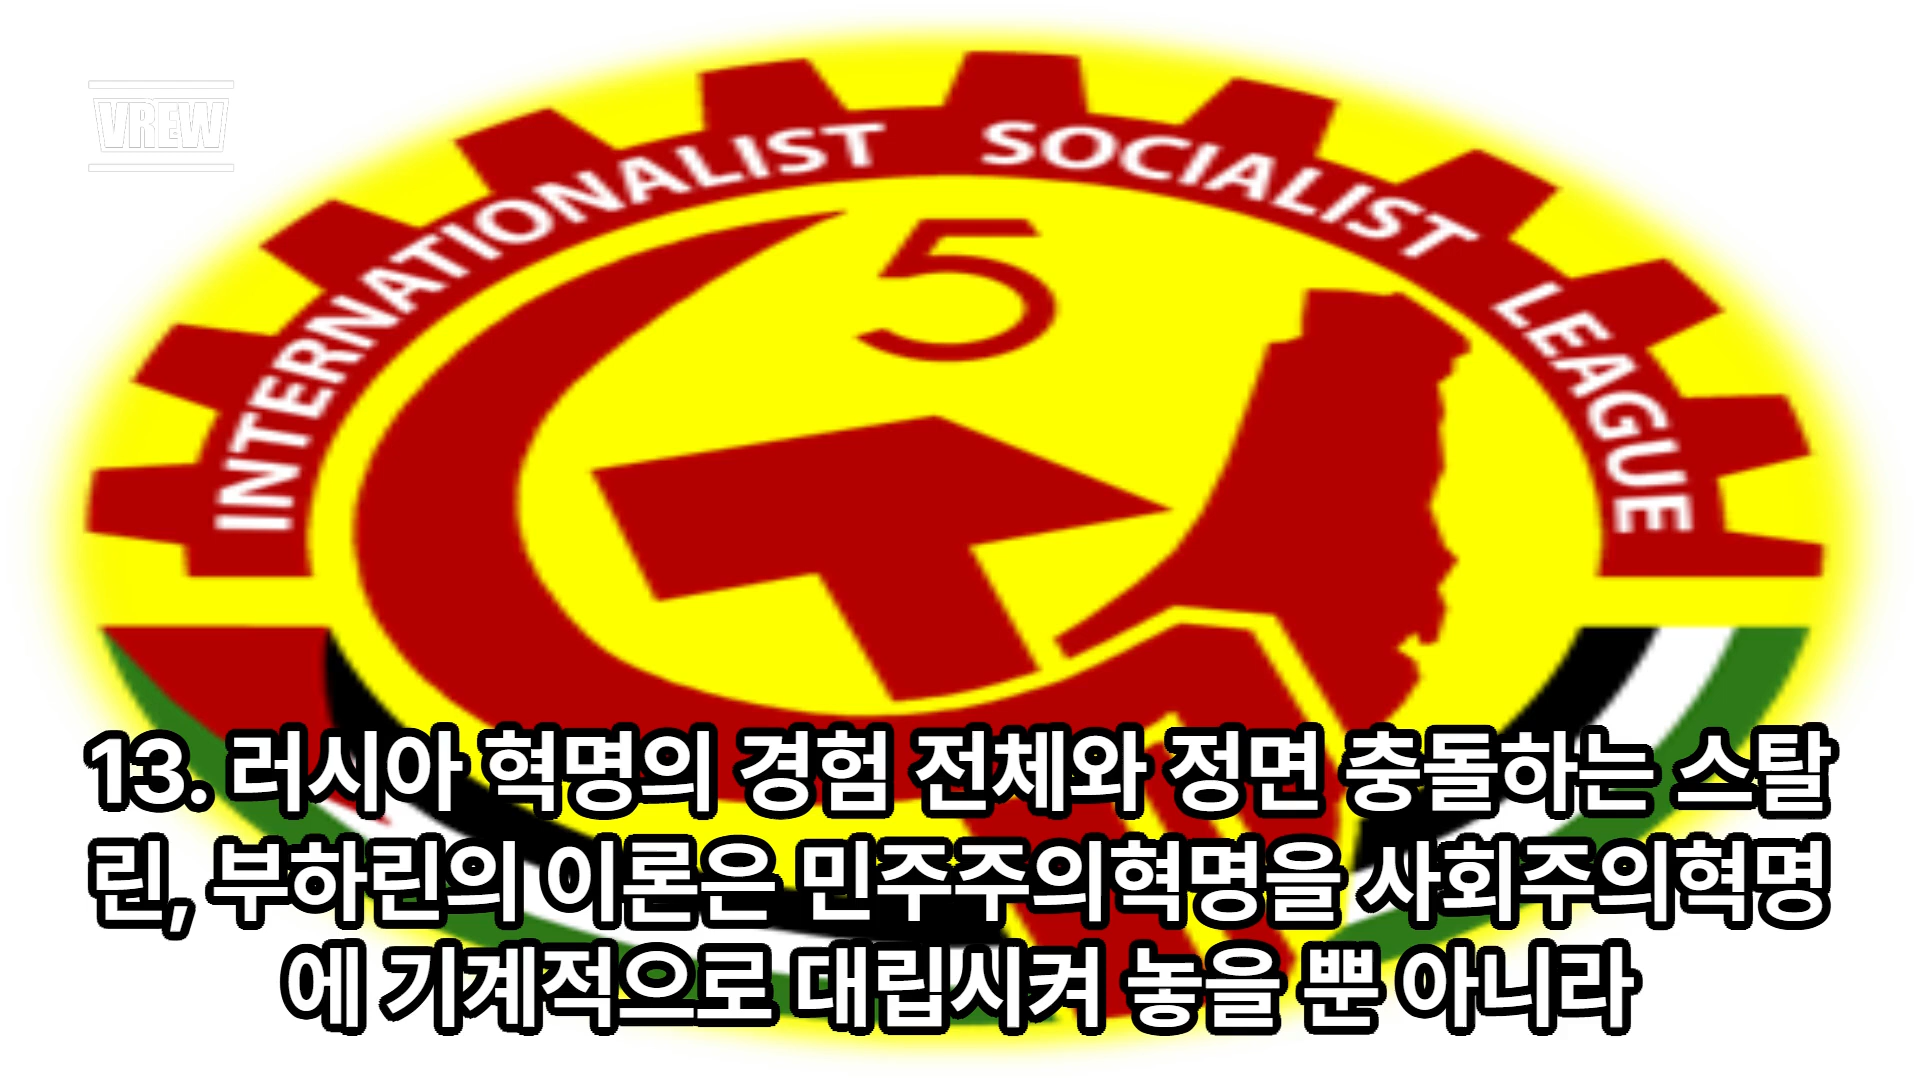 VREW
INTERNATIONALIST SOCIALIST LEAGUE
5
13. 러시아 혁명의 경험 전체와 정면 충돌하는 스탈
린, 부하린의 이론은 민주주의혁명을 사회주의혁명
에 기계적으로 대립시켜 놓을 뿐 아니라